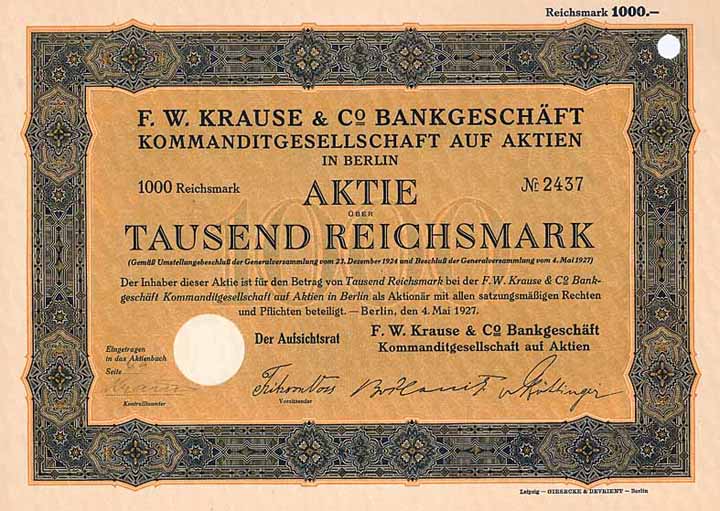 Reichsmark 1000.—
F. W. KRAUSE & Co BANKGESCHÄFT
KOMMANDITGESELLSCHAFT AUF AKTIEN
IN BERLIN
1000 Reichsmark AKTIE No 2437
ÜBER
TAUSEND REICHSMARK
(Gemäß Umstellungsbeschluß der Generalversammlung vom 23. Dezember 1924 und Beschluß der Generalversammlung vom 4. Mai 1927)
Der Inhaber dieser Aktie ist für den Betrag von Tausend Reichsmark bei der F. W. Krause & Co Bank-
geschäft Kommanditgesellschaft auf Aktien in Berlin als Aktionär mit allen satzungsmäßigen Rechten
und Pflichten beteiligt. — Berlin, den 4. Mai 1927.
Der Aufsichtsrat
F. W. Krause & Co Bankgeschäft
Kommanditgesellschaft auf Aktien
Eingetragen
in das Aktienbuch
Seite
Kontrollbeamter
Vorsitzender
Leipzig — GIESECKE & DEVRIENT — Berlin